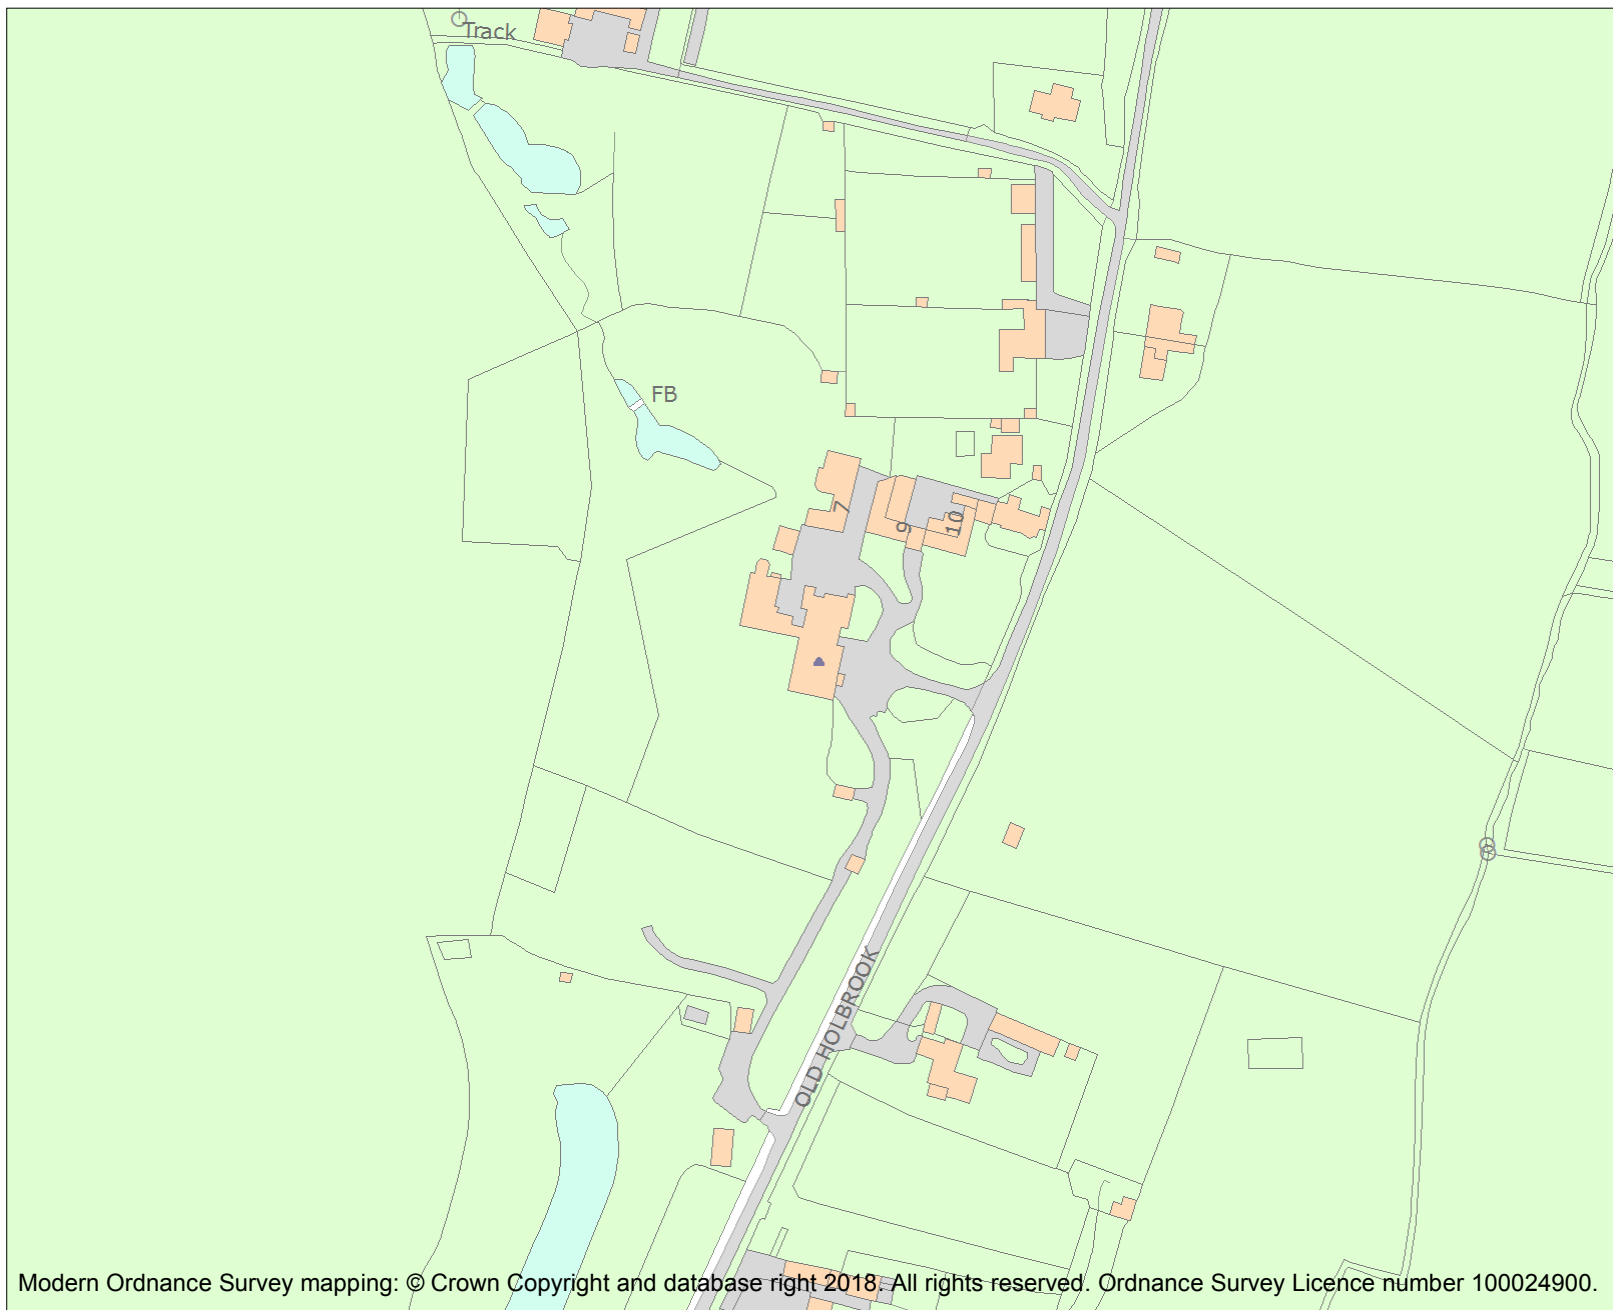 Track
FB
7
9
10
OLD HOLBROOK
Modern Ordnance Survey mapping: © Crown Copyright and database right 2018. All rights reserved. Ordnance Survey Licence number 100024900.